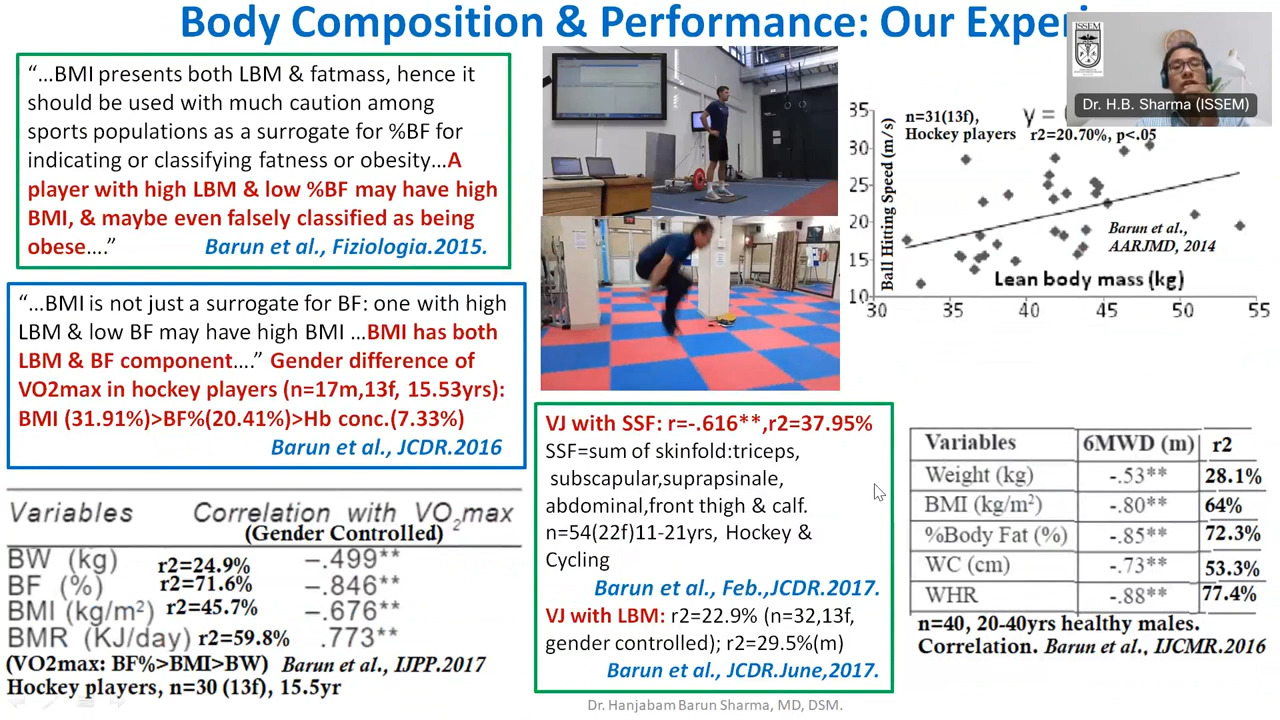 Body Composition & Performance: Our Exper
ISSEM
Dr. H.B. Sharma (ISSEM)
“...BMI presents both LBM & fatmass, hence it
should be used with much caution among
sports populations as a surrogate for %BF for
indicating or classifying fatness or obesity...A
player with high LBM & low %BF may have high
BMI, & maybe even falsely classified as being
obese....” Barun et al., Fiziologia.2015.
“...BMI is not just a surrogate for BF: one with high
LBM & low BF may have high BMI ...BMI has both
LBM & BF component....” Gender difference of
VO2max in hockey players (n=17m,13f, 15.53yrs):
BMI (31.91%)>BF%(20.41%)>Hb conc.(7.33%)
Barun et al., JCDR.2016
Variables Correlation with VO2max
(Gender Controlled)
BW (kg) r2=24.9% -.499**
BF (%) r2=71.6% -.846**
BMI (kg/m²) r2=45.7% -.676**
BMR (KJ/day) r2=59.8% .773**
(VO2max: BF%>BMI>BW) Barun et al., IJPP.2017
Hockey players, n=30 (13f), 15.5yr
n=31(13f), y =
Hockey players r2=20.70%, p<.05
Ball Hitting Speed (m/s)
35
30
25
20
15
10
Barun et al.,
AARJMD, 2014
Lean body mass (kg)
30 35 40 45 50 55
VJ with SSF: r=-.616**,r2=37.95%
SSF=sum of skinfold:triceps,
subscapular,suprapsinale,
abdominal,front thigh & calf.
n=54(22f)11-21yrs, Hockey &
Cycling
Barun et al., Feb.,JCDR.2017.
VJ with LBM: r2=22.9% (n=32,13f,
gender controlled); r2=29.5%(m)
Barun et al., JCDR.June,2017.
Variables 6MWD (m) r2
Weight (kg) -.53** 28.1%
BMI (kg/m²) -.80** 64%
%Body Fat (%) -.85** 72.3%
WC (cm) -.73** 53.3%
WHR -.88** 77.4%
n=40, 20-40yrs healthy males.
Correlation. Barun et al., IJCMR.2016
Dr. Hanjabam Barun Sharma, MD, DSM.